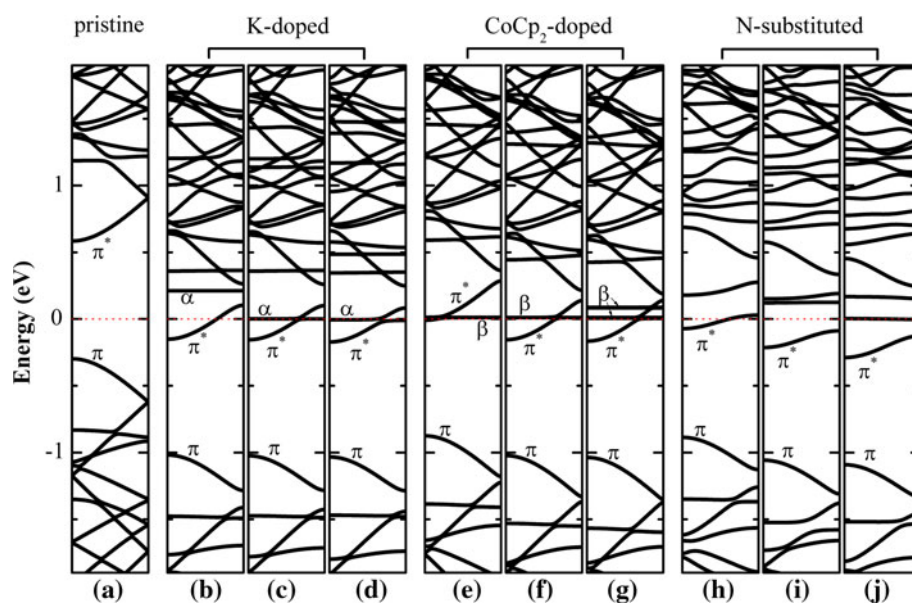 pristine K-doped CoCp₂-doped N-substituted
Energy (eV)
1
0
-1
π*
π
α
π*
π
α
π*
π
α
π*
π
π*
β
π
β
π*
π
β
π*
π
π*
π
π*
π
π*
π
(a) (b) (c) (d) (e) (f) (g) (h) (i) (j)